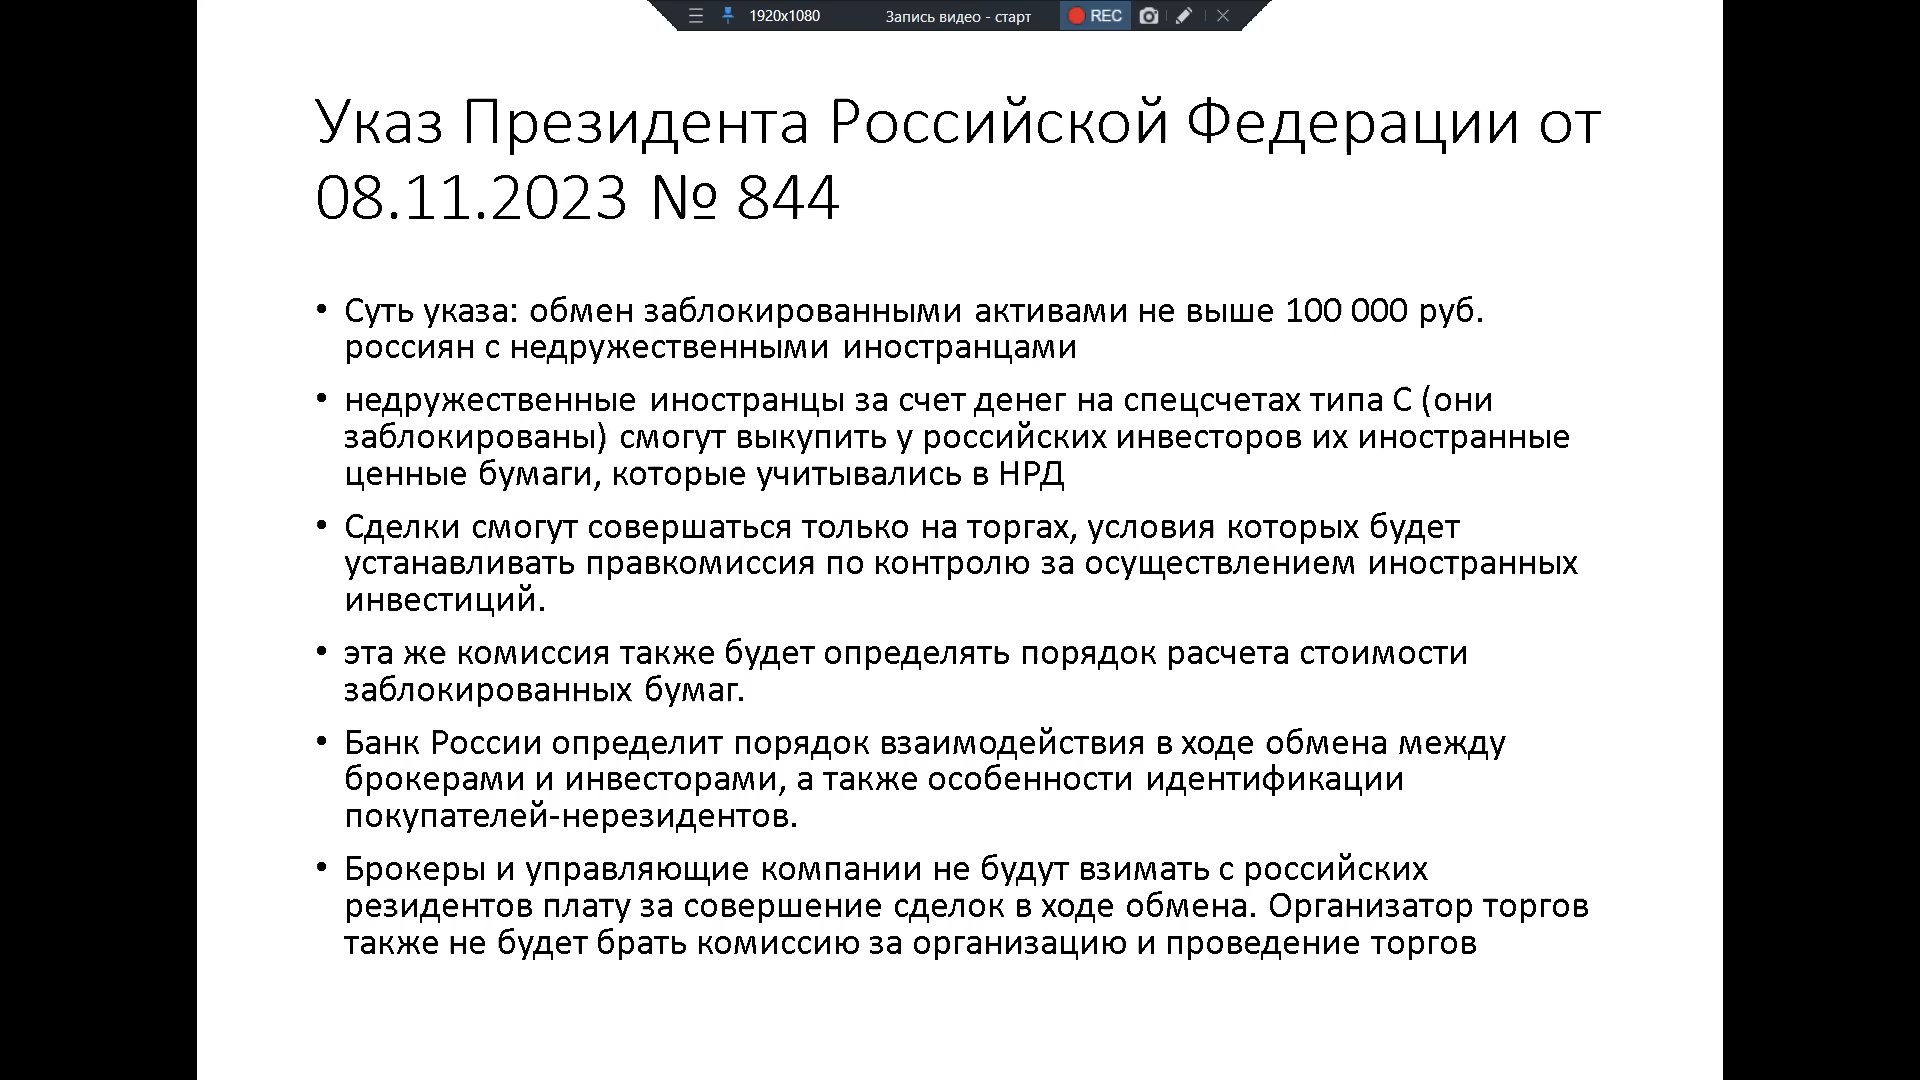 1920x1080 Запись видео - старт REC
Указ Президента Российской Федерации от
08.11.2023 № 844
• Суть указа: обмен заблокированными активами не выше 100 000 руб.
россиян с недружественными иностранцами
• недружественные иностранцы за счет денег на спецсчетах типа С (они
заблокированы) смогут выкупить у российских инвесторов их иностранные
ценные бумаги, которые учитывались в НРД
• Сделки смогут совершаться только на торгах, условия которых будет
устанавливать правкомиссия по контролю за осуществлением иностранных
инвестиций.
• эта же комиссия также будет определять порядок расчета стоимости
заблокированных бумаг.
• Банк России определит порядок взаимодействия в ходе обмена между
брокерами и инвесторами, а также особенности идентификации
покупателей-нерезидентов.
• Брокеры и управляющие компании не будут взимать с российских
резидентов плату за совершение сделок в ходе обмена. Организатор торгов
также не будет брать комиссию за организацию и проведение торгов